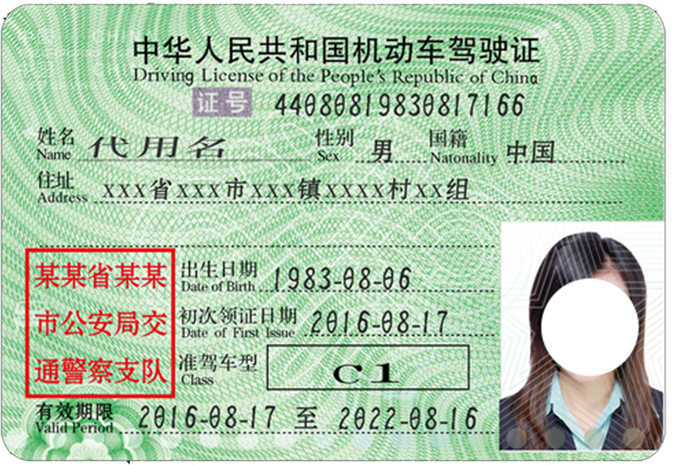 中华人民共和国机动车驾驶证
Driving License of the People's Republic of China
证号 44080819830817166
姓名 代用名 性别 男 国籍 中国
Name Sex Natonality
住址 xxx省xxx市xxx镇xxxx村xx组
Address
某某省某某
市公安局交
通警察支队
出生日期 1983-08-06
Date of Birth
初次领证日期 2016-08-17
Date of First Issue
准驾车型 C1
Class
有效期限 2016-08-17 至 2022-08-16
Valid Period